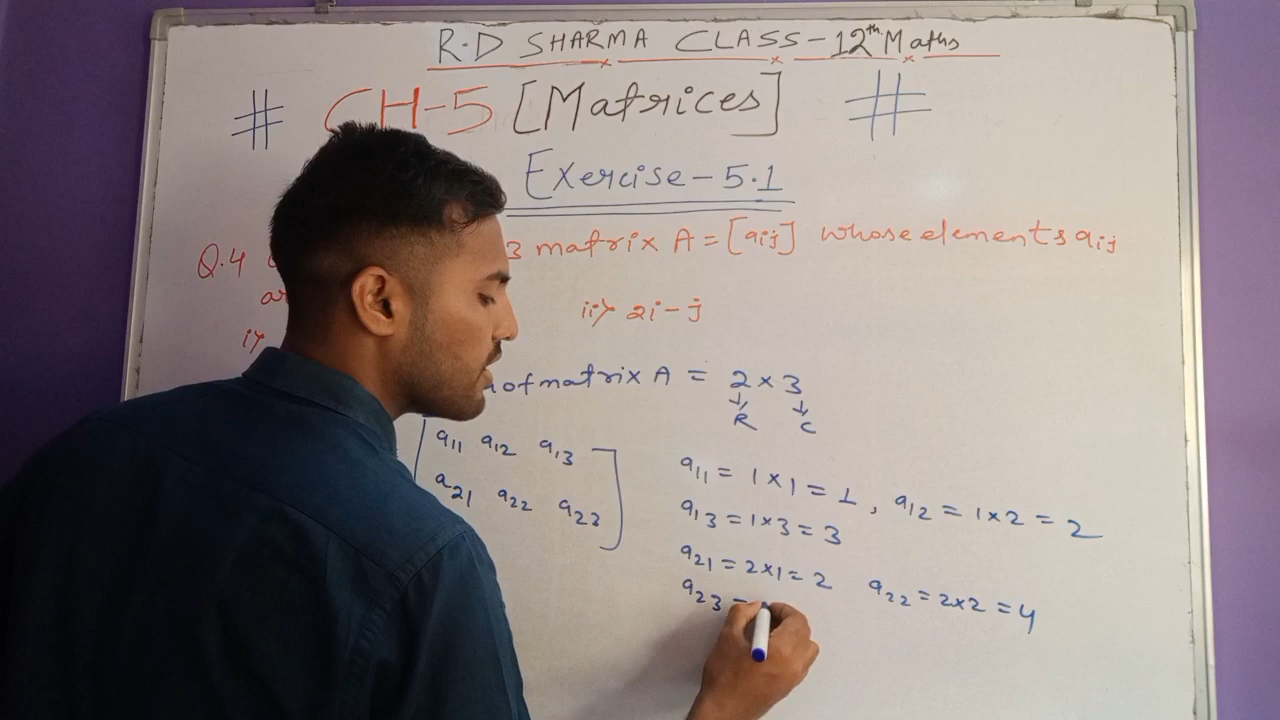 R.D SHARMA CLASS-12th Maths
# CH-5 [Matrices] #
Exercise-5.1
Q.4 3 matrix A=[aij] whose elements aij
i) ii) 2i-j
of matrix A = 2×3
↓ ↓
R C
a11 a12 a13
a21 a22 a23
a11 = 1×1 = 1, a12 = 1×2 = 2
a13 = 1×3 = 3
a21 = 2×1 = 2 a22 = 2×2 = 4
a23 =